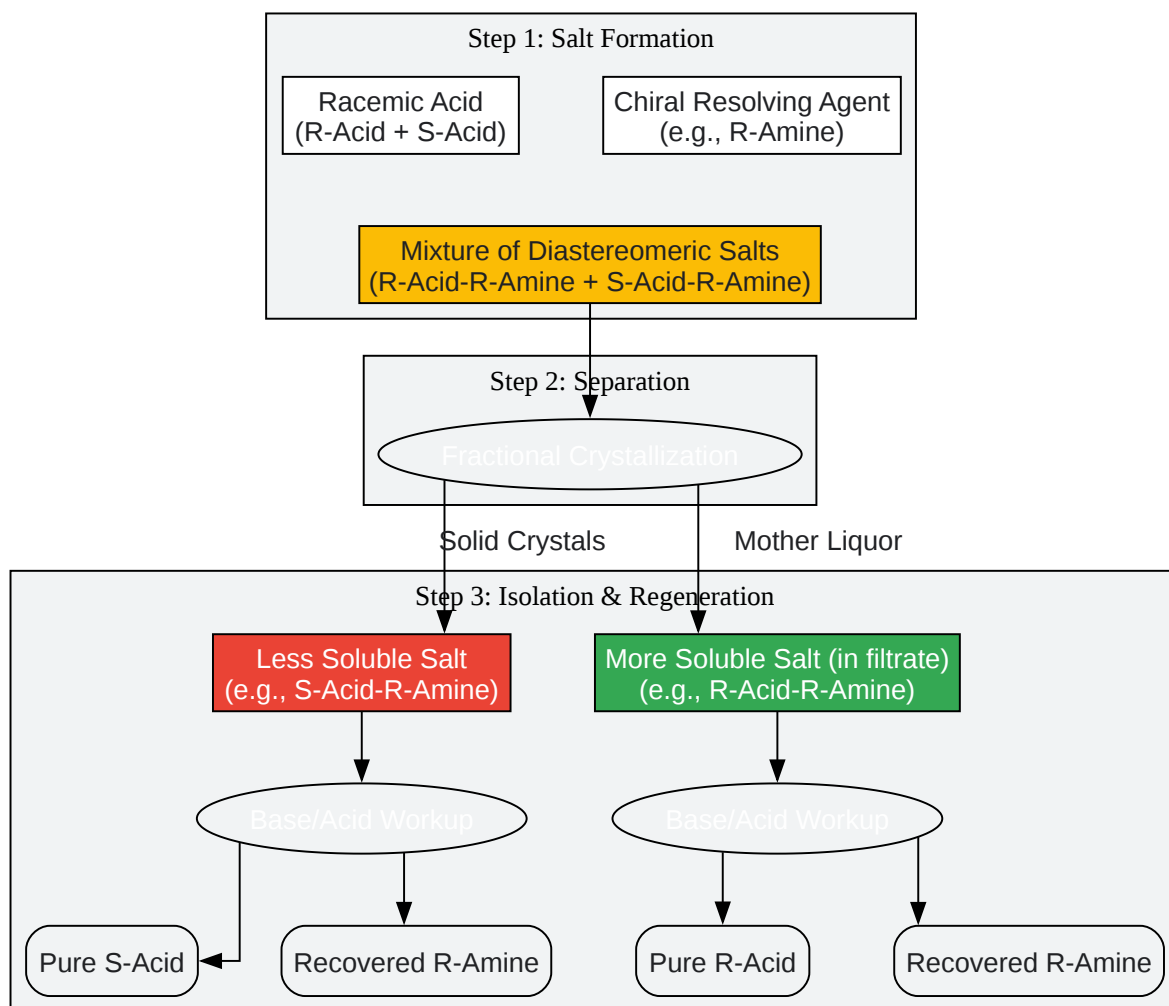 Step 1: Salt Formation
Racemic Acid
(R-Acid + S-Acid)
Chiral Resolving Agent
(e.g., R-Amine)
Mixture of Diastereomeric Salts
(R-Acid-R-Amine + S-Acid-R-Amine)
Step 2: Separation
Fractional Crystallization
Solid Crystals
Mother Liquor
Step 3: Isolation & Regeneration
Less Soluble Salt
(e.g., S-Acid-R-Amine)
More Soluble Salt (in filtrate)
(e.g., R-Acid-R-Amine)
Base/Acid Workup
Base/Acid Workup
Pure S-Acid
Recovered R-Amine
Pure R-Acid
Recovered R-Amine